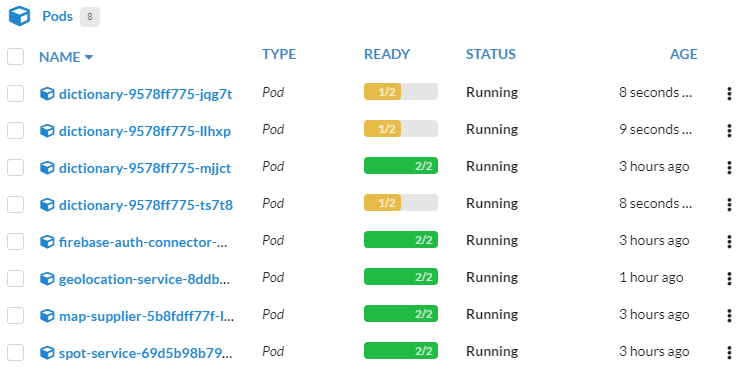 Pods 8
NAME TYPE READY STATUS AGE
dictionary-9578ff775-jqg7t Pod 1/2 Running 8 seconds ...
dictionary-9578ff775-llhxp Pod 1/2 Running 9 seconds ...
dictionary-9578ff775-mjjct Pod 2/2 Running 3 hours ago
dictionary-9578ff775-ts7t8 Pod 1/2 Running 8 seconds ...
firebase-auth-connector-... Pod 2/2 Running 3 hours ago
geolocation-service-8ddb... Pod 2/2 Running 1 hour ago
map-supplier-5b8fdff77f-l... Pod 2/2 Running 3 hours ago
spot-service-69d5b98b79... Pod 2/2 Running 3 hours ago